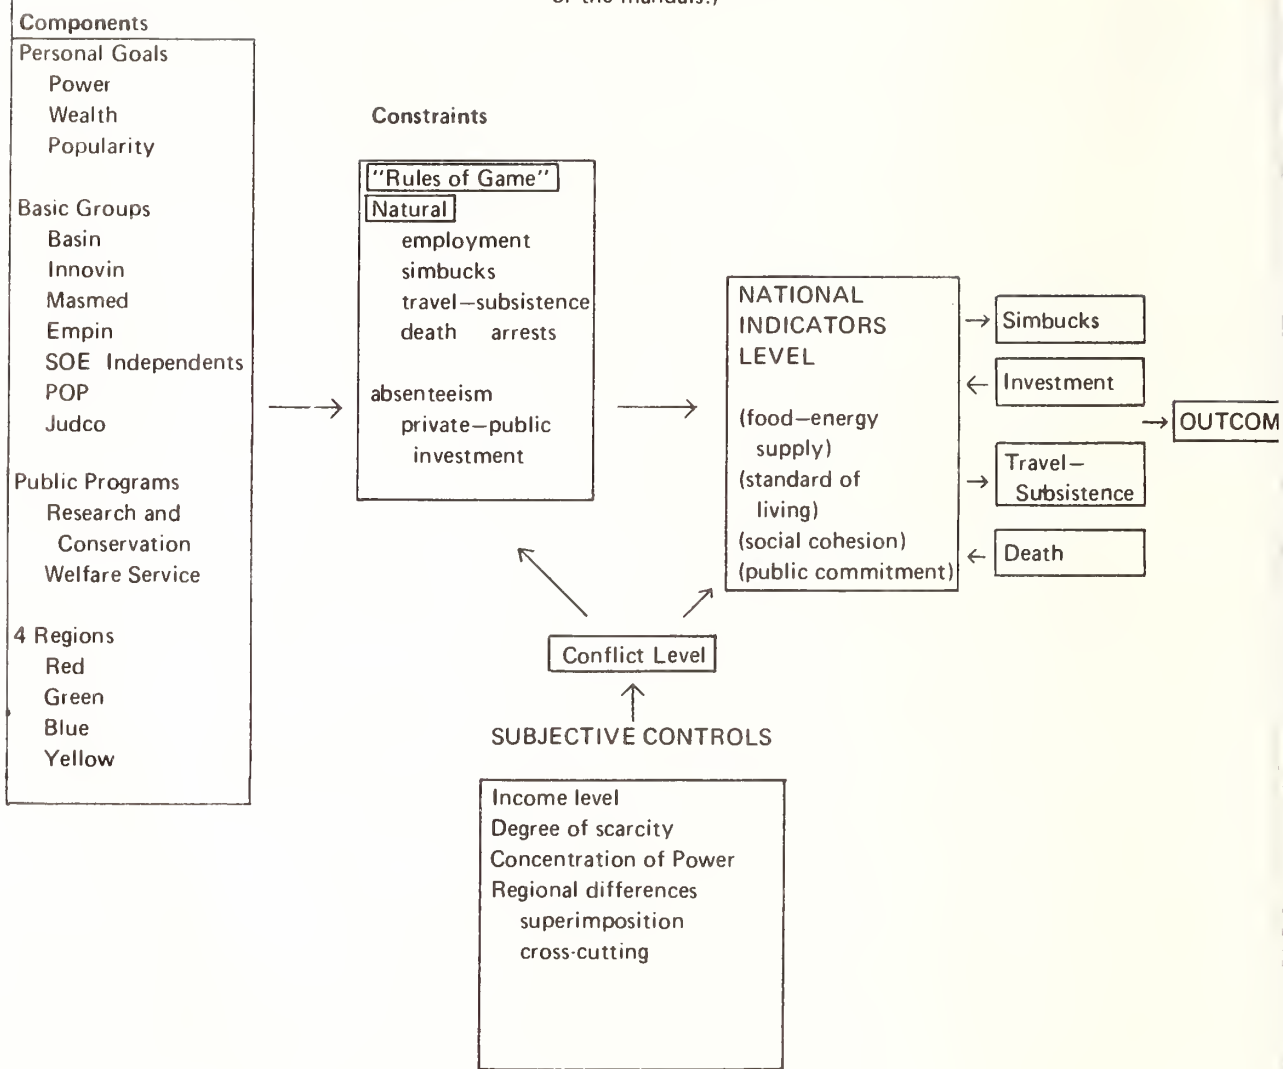 of the manuals.)
Components
Personal Goals
Power
Wealth
Popularity
Basic Groups
Basin
Innovin
Masmed
Empin
SOE Independents
POP
Judco
Public Programs
Research and
Conservation
Welfare Service
4 Regions
Red
Green
Blue
Yellow
Constraints
"Rules of Game"
Natural
employment
simbucks
travel—subsistence
death arrests
absenteeism
private—public
investment
NATIONAL
INDICATORS
LEVEL
(food—energy
supply)
(standard of
living)
(social cohesion)
(public commitment)
Simbucks
Investment
Travel—
Subsistence
Death
OUTCOM
Conflict Level
SUBJECTIVE CONTROLS
Income level
Degree of scarcity
Concentration of Power
Regional differences
superimposition
cross-cutting